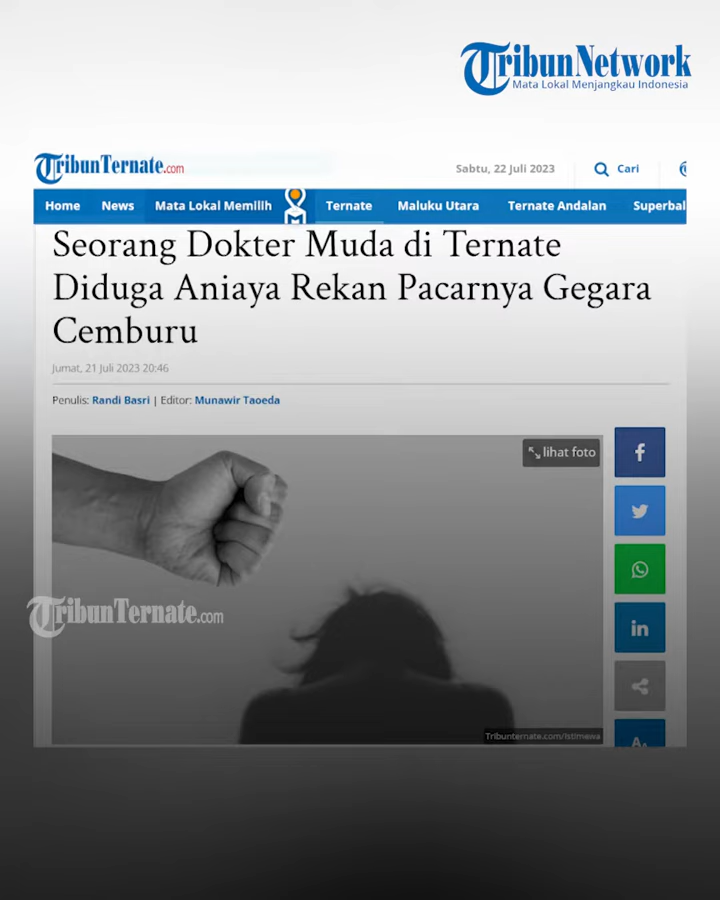 TribunNetwork
Mata Lokal Menjangkau Indonesia
TribunTernate.com
Sabtu, 22 Juli 2023
Cari
Home News Mata Lokal Memilih M Ternate Maluku Utara Ternate Andalan Superbal
Seorang Dokter Muda di Ternate
Diduga Aniaya Rekan Pacarnya Gegara
Cemburu
Jumat, 21 Juli 2023 20:46
Penulis: Randi Basri | Editor: Munawir Taoeda
lihat foto
f
TribunTernate.com
in
Tribunternate.com/Istimewa
A